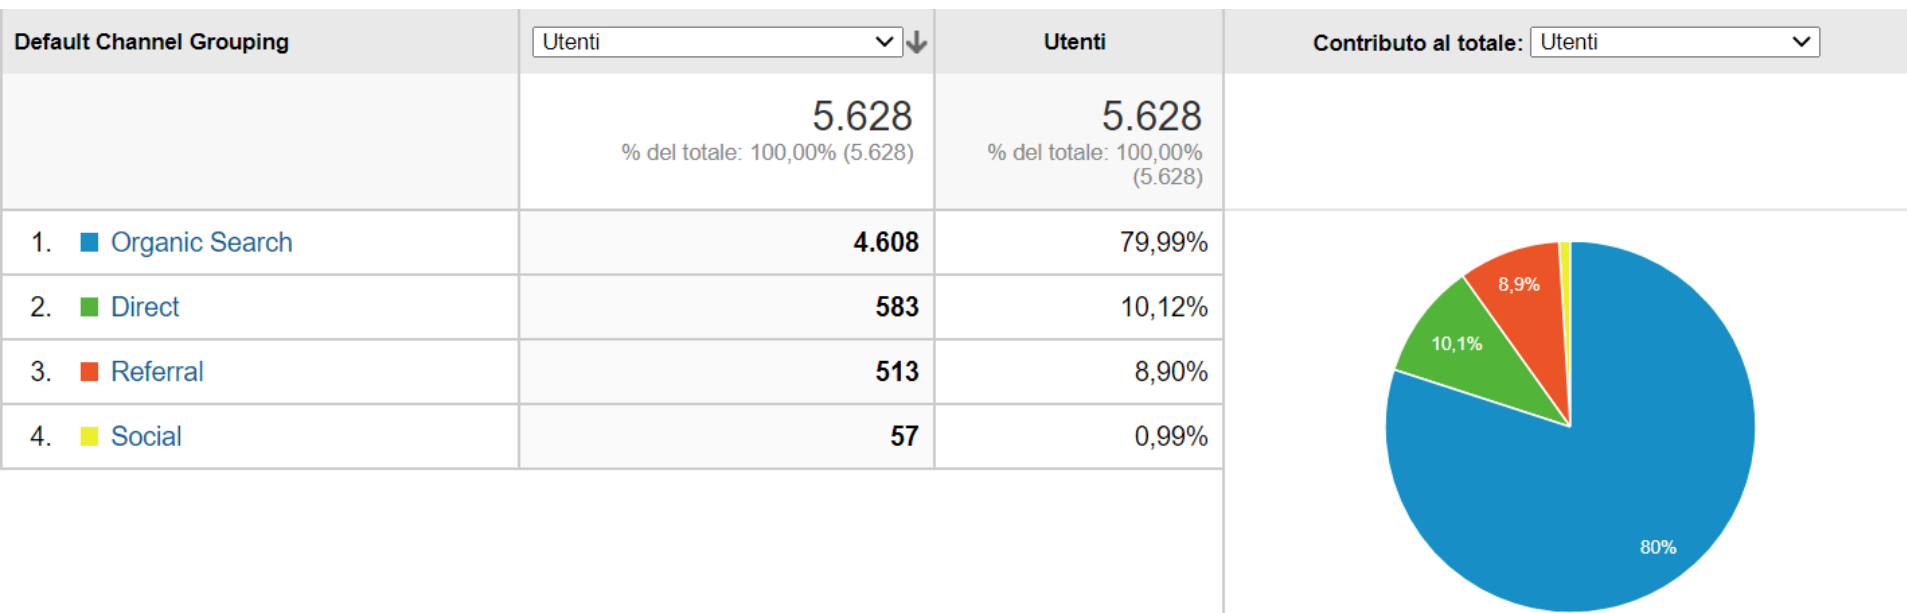 Default Channel Grouping
Utenti
Utenti
Contributo al totale: Utenti
5.628
% del totale: 100,00% (5.628)
5.628
% del totale: 100,00%
(5.628)
1. Organic Search 4.608 79,99%
2. Direct 583 10,12%
3. Referral 513 8,90%
4. Social 57 0,99%
8,9%
10,1%
80%